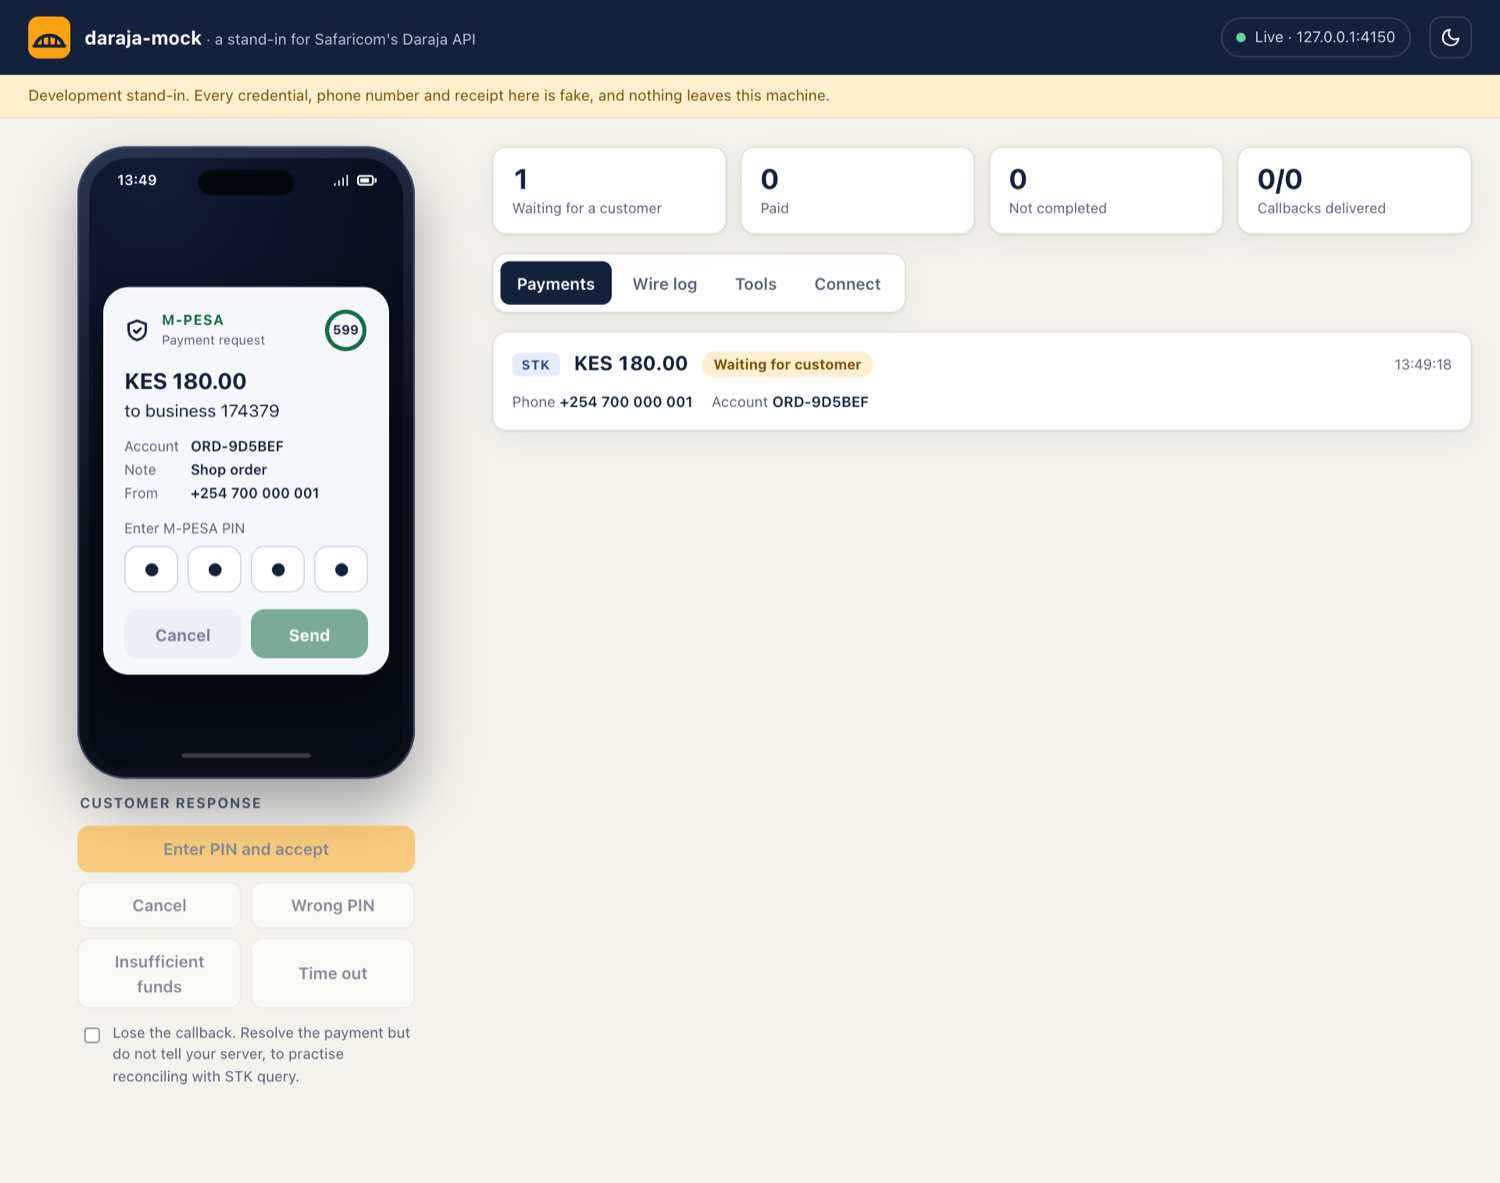 daraja-mock · a stand-in for Safaricom's Daraja API
Live · 127.0.0.1:4150
Development stand-in. Every credential, phone number and receipt here is fake, and nothing leaves this machine.
13:49
M-PESA
Payment request
599
KES 180.00
to business 174379
Account ORD-9D5BEF
Note Shop order
From +254 700 000 001
Enter M-PESA PIN
Cancel Send
CUSTOMER RESPONSE
Enter PIN and accept
Cancel Wrong PIN
Insufficient
funds
Time out
Lose the callback. Resolve the payment but
do not tell your server, to practise
reconciling with STK query.
1
Waiting for a customer
0
Paid
0
Not completed
0/0
Callbacks delivered
Payments Wire log Tools Connect
STK KES 180.00 Waiting for customer 13:49:18
Phone +254 700 000 001 Account ORD-9D5BEF